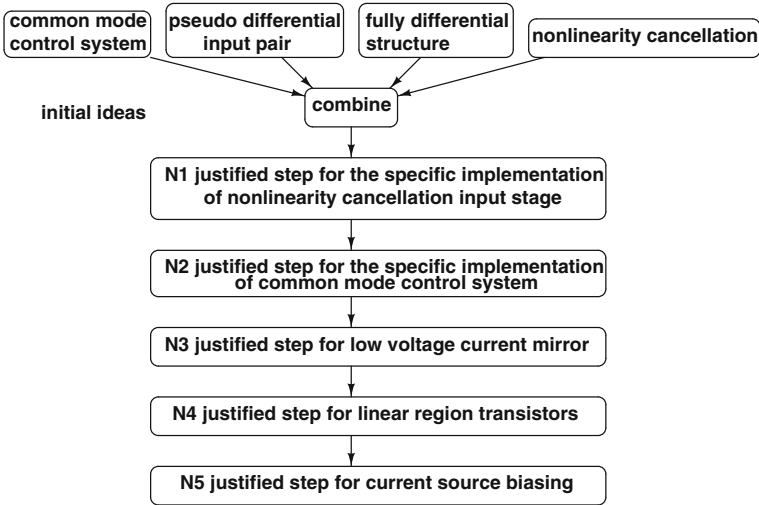 common mode
control system
pseudo differential
input pair
fully differential
structure
nonlinearity cancellation
initial ideas
combine
N1 justified step for the specific implementation
of nonlinearity cancellation input stage
N2 justified step for the specific implementation
of common mode control system
N3 justified step for low voltage current mirror
N4 justified step for linear region transistors
N5 justified step for current source biasing